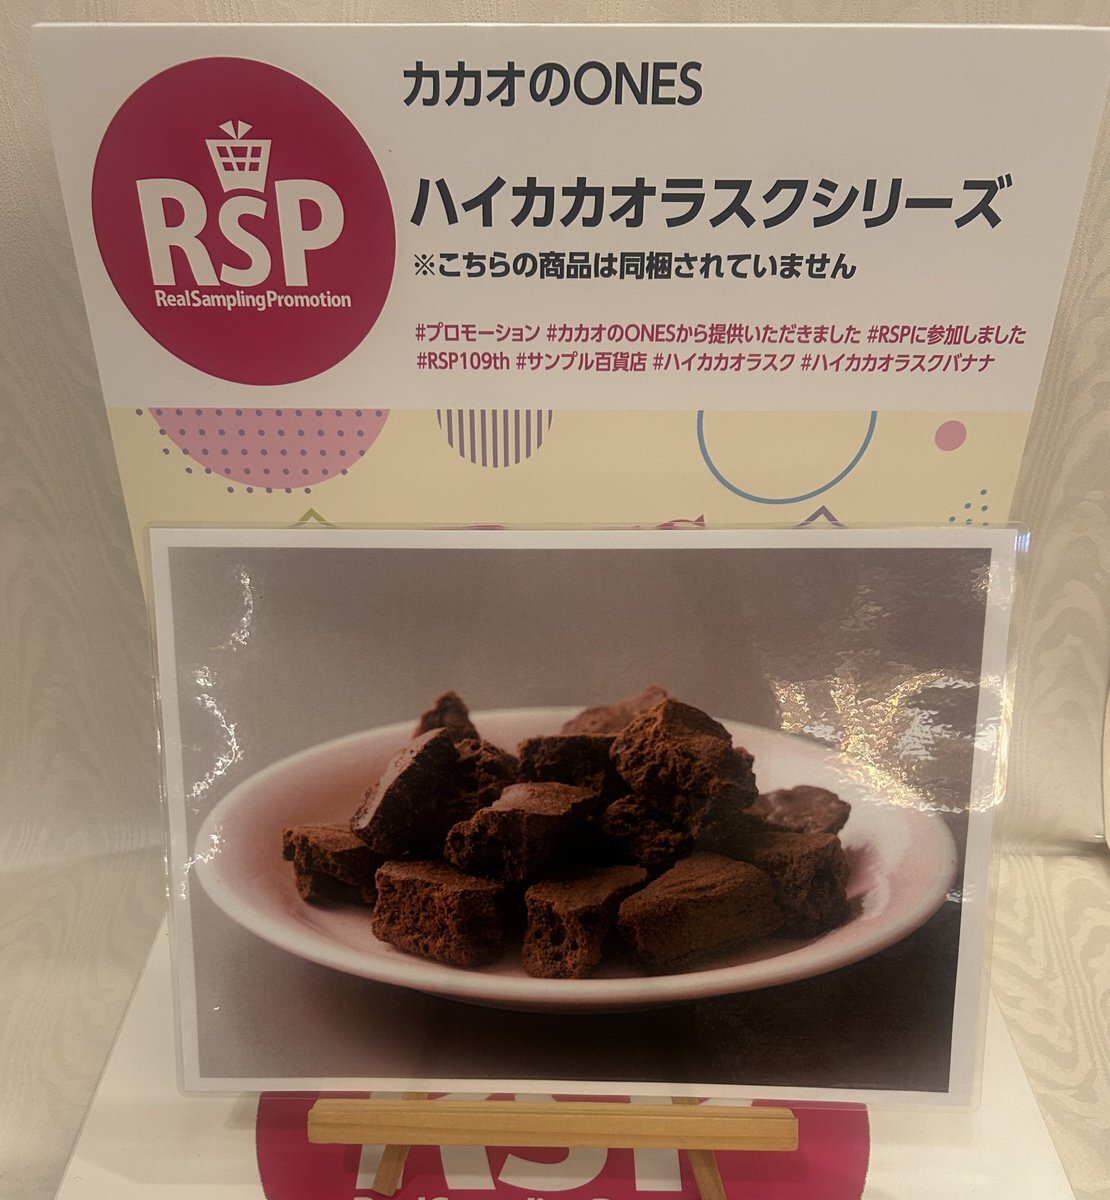 RSP
RealSamplingPromotion
カカオのONES
ハイカカオラスクシリーズ
※こちらの商品は同梱されていません
#プロモーション #カカオのONESから提供いただきました #RSPに参加しました
#RSP109th #サンプル百貨店 #ハイカカオラスク #ハイカカオラスクバナナ